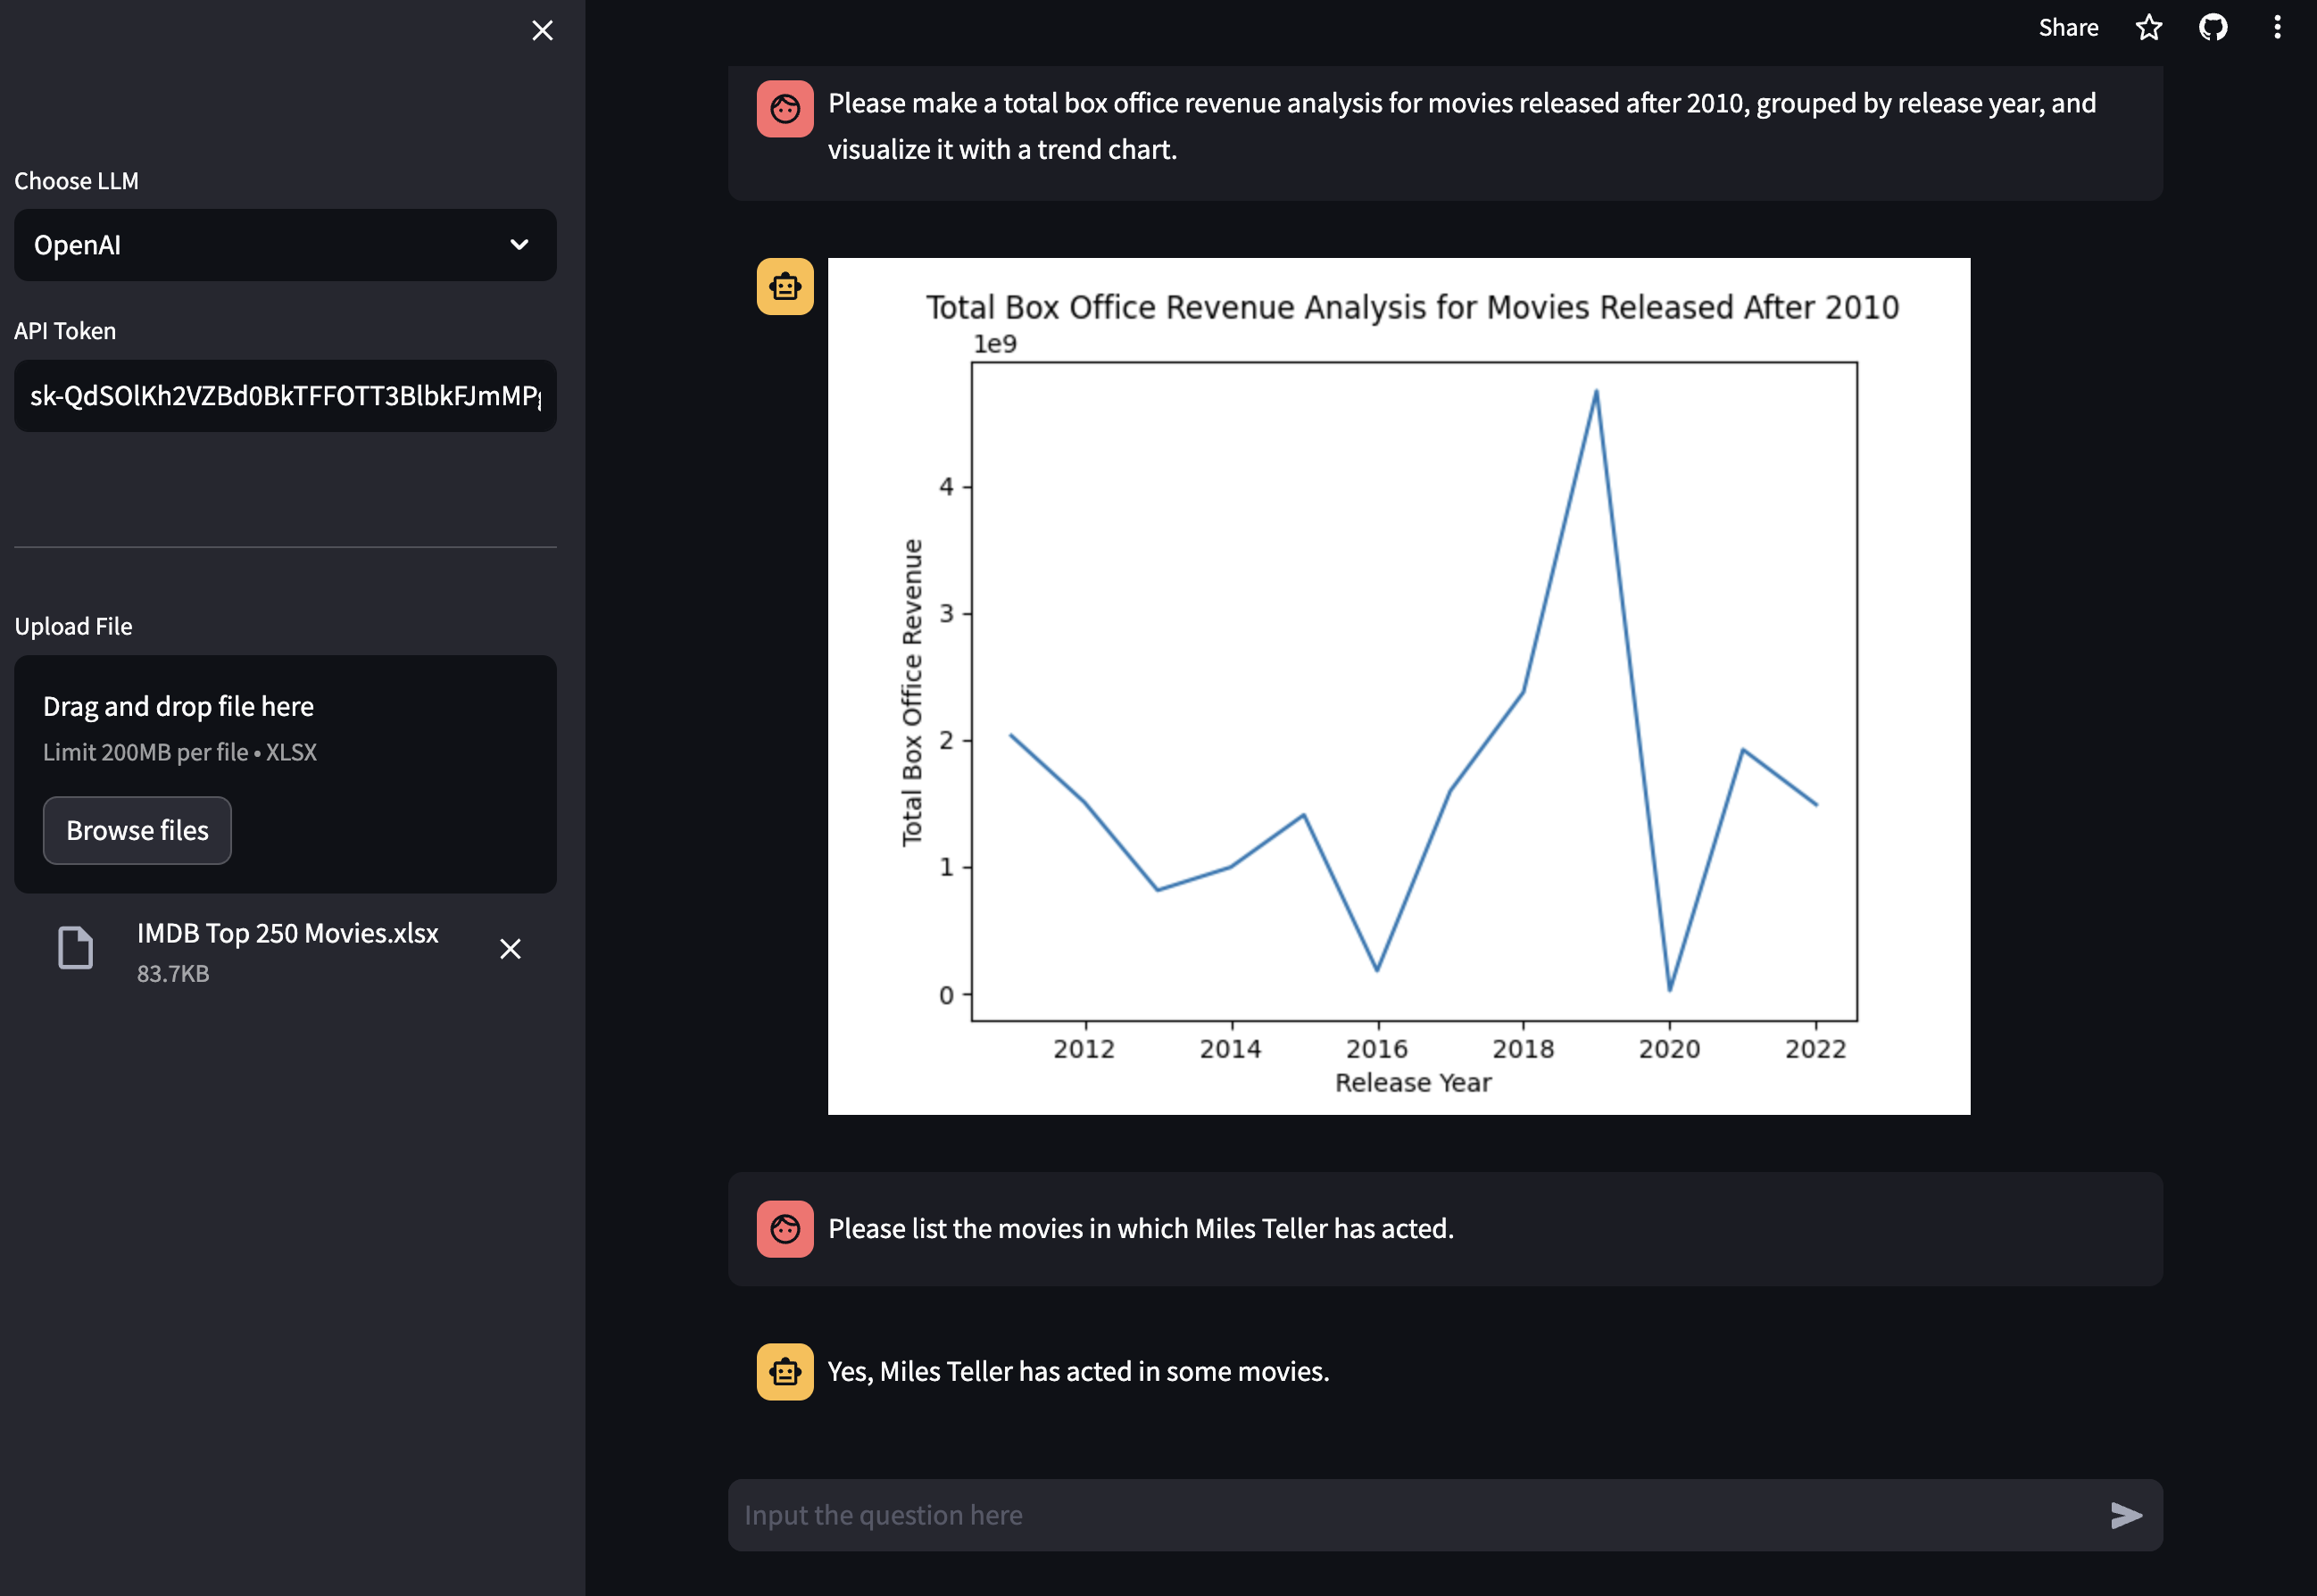 Share
Choose LLM
OpenAI
API Token
sk-QdSOlKh2VZBd0BkTFFOTT3BlbkFJmMP
Upload File
Drag and drop file here
Limit 200MB per file • XLSX
Browse files
IMDB Top 250 Movies.xlsx
83.7KB
Please make a total box office revenue analysis for movies released after 2010, grouped by release year, and
visualize it with a trend chart.
Total Box Office Revenue Analysis for Movies Released After 2010
1e9
Total Box Office Revenue
4
3
2
1
0
2012 2014 2016 2018 2020 2022
Release Year
Please list the movies in which Miles Teller has acted.
Yes, Miles Teller has acted in some movies.
Input the question here